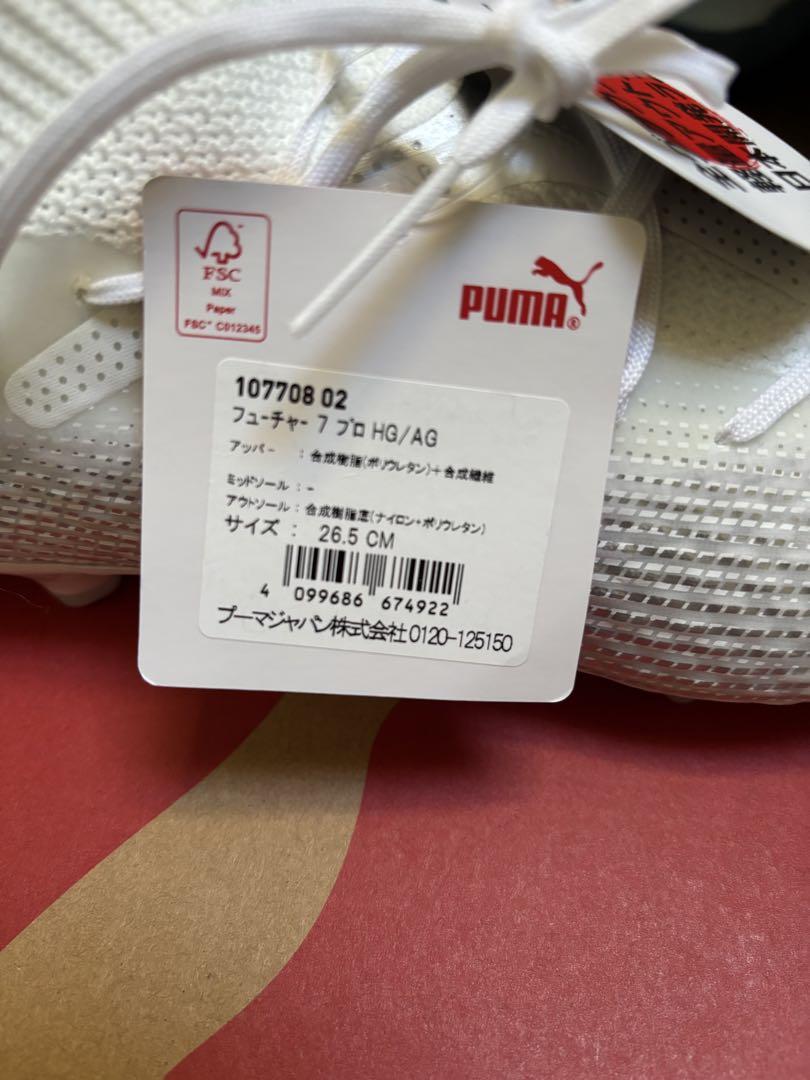 FSC
MIX
Paper
FSC® C012345
PUMA®
107708 02
フューチャー 7 プロ HG/AG
アッパー : 合成樹脂(ポリウレタン)+合成繊維
ミッドソール : -
アウトソール : 合成樹脂底(ナイロン+ポリウレタン)
サイズ : 26.5 CM
4 099686 674922
プーマジャパン株式会社 0120-125150